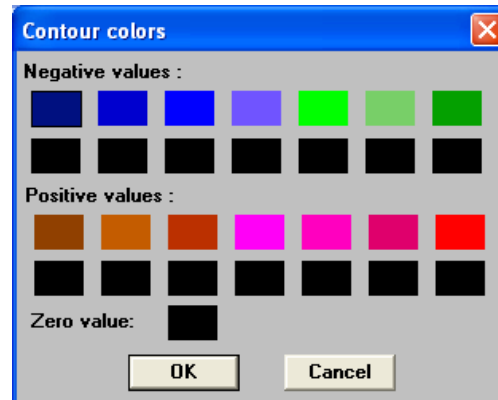 Contour colors
Negative values :
Positive values :
Zero value:
OK Cancel